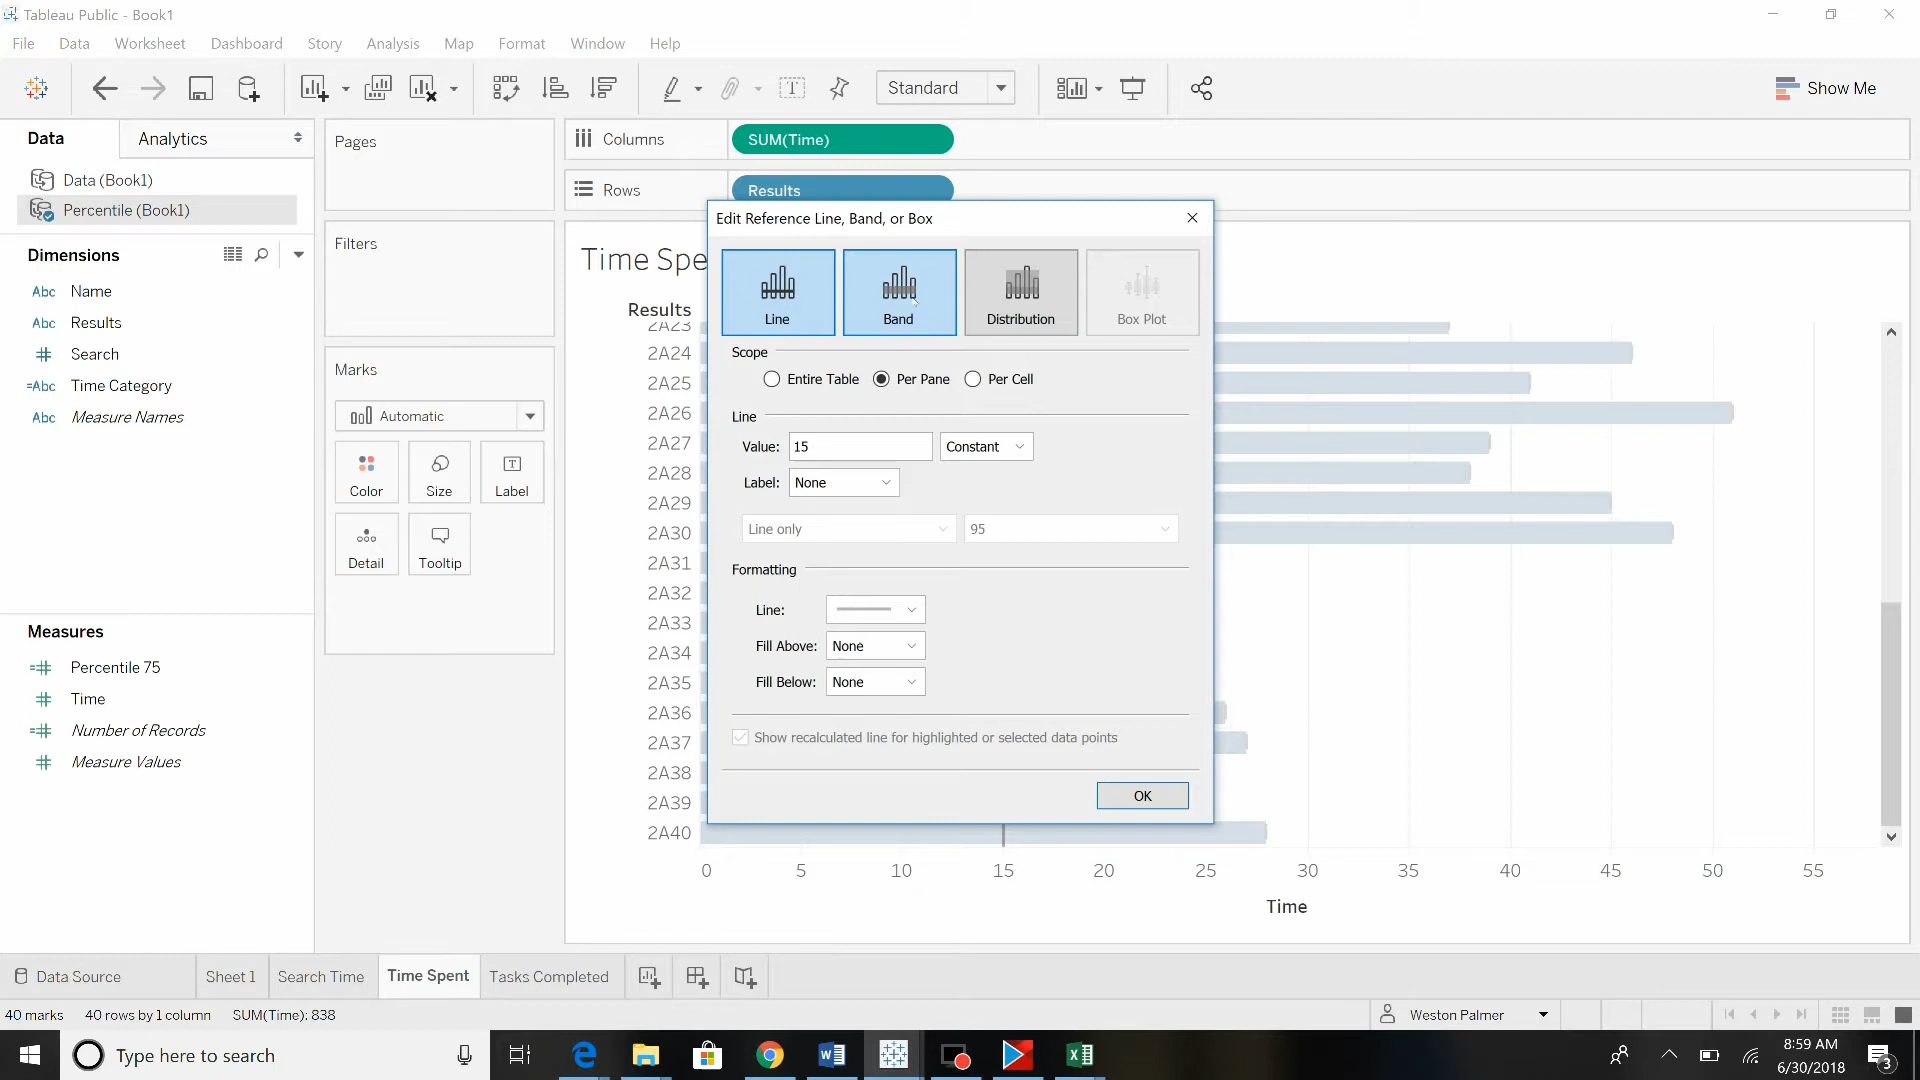 Tableau Public - Book1
File Data Worksheet Dashboard Story Analysis Map Format Window Help
Standard
Show Me
Data Analytics
Data (Book1)
Percentile (Book1)
Dimensions
Abc Name
Abc Results
Search
=Abc Time Category
Abc Measure Names
Measures
Percentile 75
Time
Number of Records
Measure Values
Pages
Filters
Marks
Automatic
Color Size Label
Detail Tooltip
Columns SUM(Time)
Rows Results
Time Spe
Results
2A23
2A24
2A25
2A26
2A27
2A28
2A29
2A30
2A31
2A32
2A33
2A34
2A35
2A36
2A37
2A38
2A39
2A40
0 5 10 15 20 25 30 35 40 45 50 55
Time
Edit Reference Line, Band, or Box
Line Band Distribution Box Plot
Scope
Entire Table Per Pane Per Cell
Line
Value: 15 Constant
Label: None
Line only 95
Formatting
Line:
Fill Above: None
Fill Below: None
Show recalculated line for highlighted or selected data points
OK
Data Source Sheet 1 Search Time Time Spent Tasks Completed
40 marks 40 rows by 1 column SUM(Time): 838
Weston Palmer
Type here to search
8:59 AM
6/30/2018
3